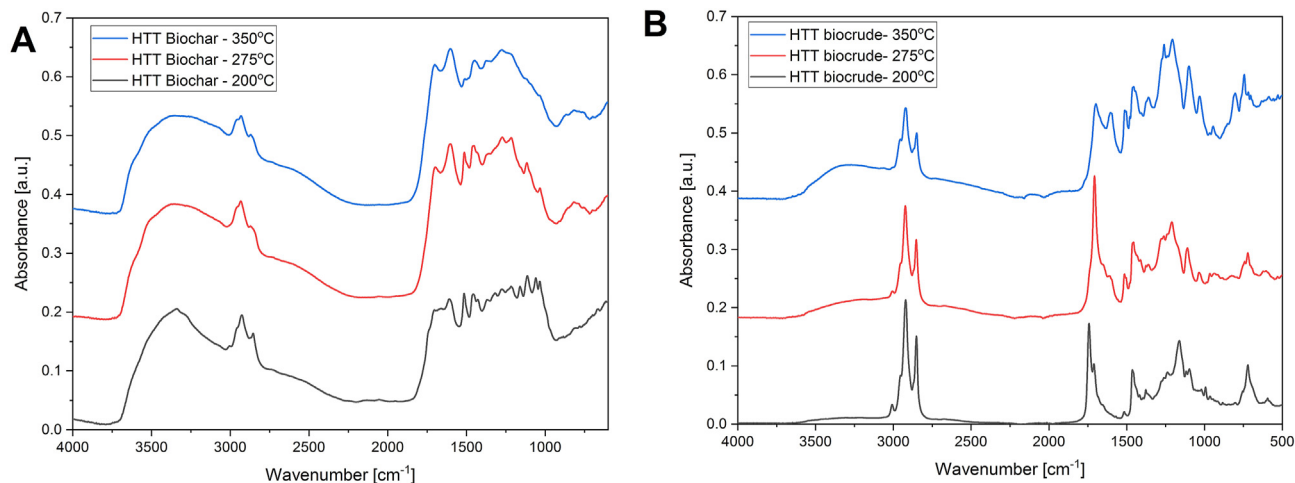 A
HTT Biochar - 350°C
HTT Biochar - 275°C
HTT Biochar - 200°C
Absorbance [a.u.]
0.7
0.6
0.5
0.4
0.3
0.2
0.1
0.0
4000 3500 3000 2500 2000 1500 1000
Wavenumber [cm⁻¹]
B
HTT biocrude- 350°C
HTT biocrude- 275°C
HTT biocrude- 200°C
Absorbance [a.u.]
0.7
0.6
0.5
0.4
0.3
0.2
0.1
0.0
4000 3500 3000 2500 2000 1500 1000 500
Wavenumber [cm⁻¹]